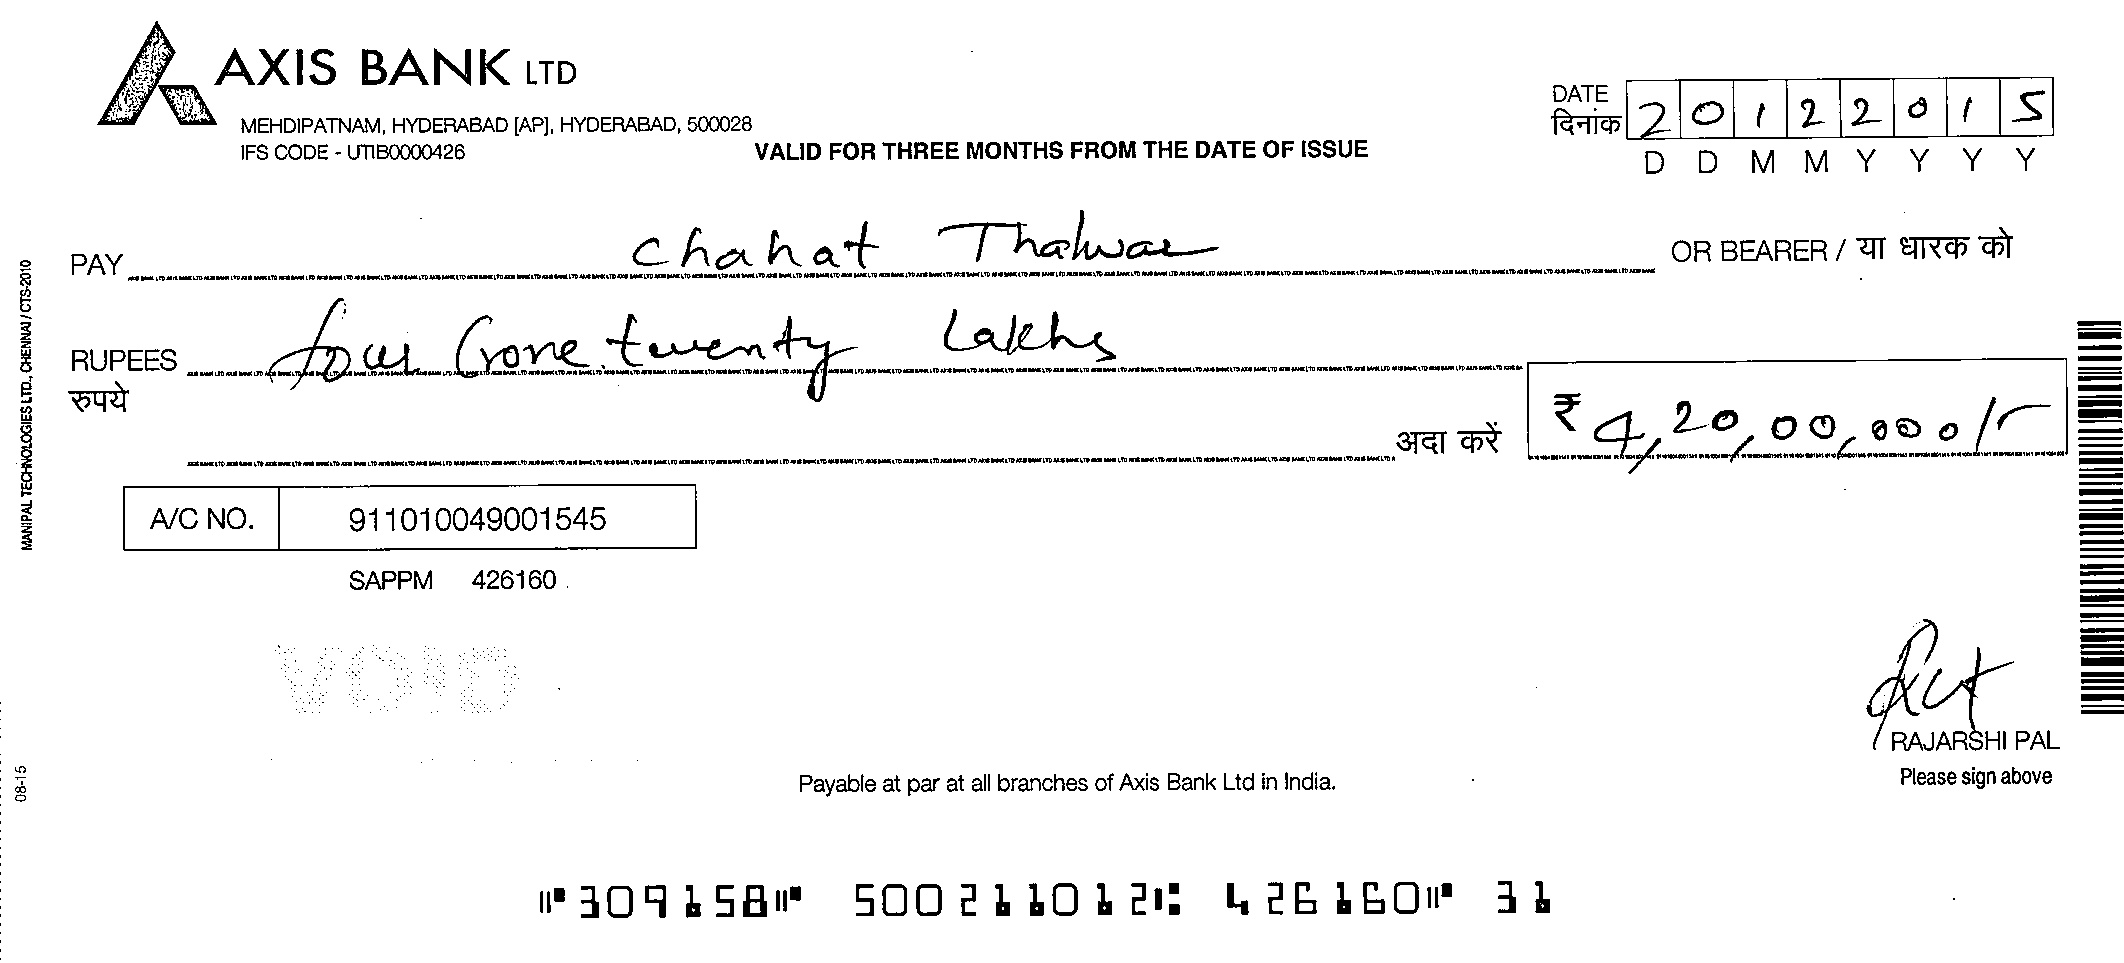 AXIS BANK LTD
MEHDIPATNAM, HYDERABAD [AP], HYDERABAD, 500028
IFS CODE - UTIB0000426
VALID FOR THREE MONTHS FROM THE DATE OF ISSUE
DATE
दिनांक 2 0 1 2 2 0 1 5
D D M M Y Y Y Y
PAY Chahat Thalwar OR BEARER / या धारक को
RUPEES four Crore twenty Lakhs
रुपये
अदा करें ₹ 4,20,00,000/-
A/C NO. 911010049001545
SAPPM 426160
VOID
RAJARSHI PAL
Please sign above
Payable at par at all branches of Axis Bank Ltd in India.
⑈309158⑈ 500211012⑆ 426160⑈ 31
MANIPAL TECHNOLOGIES LTD., CHENNAI / CTS-2010
08-15